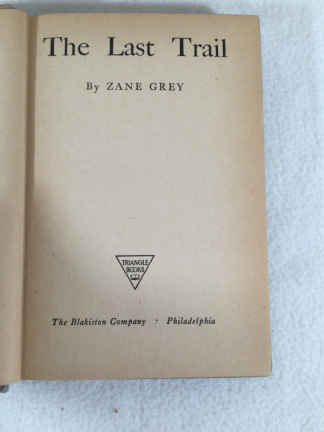 The Last Trail
By ZANE GREY
TRIANGLE
BOOKS
The Blakiston Company
Philadelphia